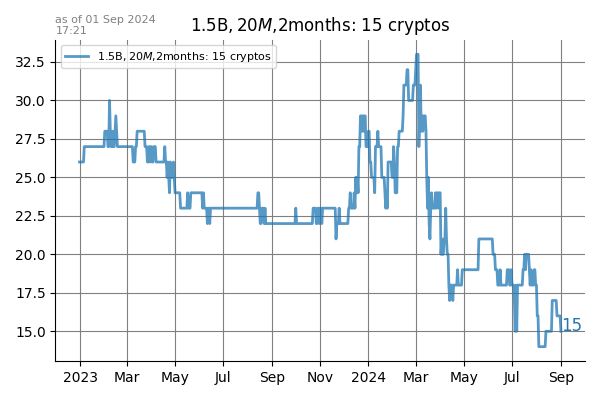 as of 01 Sep 2024
17:21
1.5B, 20M,2months: 15 cryptos
1.5B, 20M,2months: 15 cryptos
32.5
30.0
27.5
25.0
22.5
20.0
17.5
15.0
15
2023 Mar May Jul Sep Nov 2024 Mar May Jul Sep